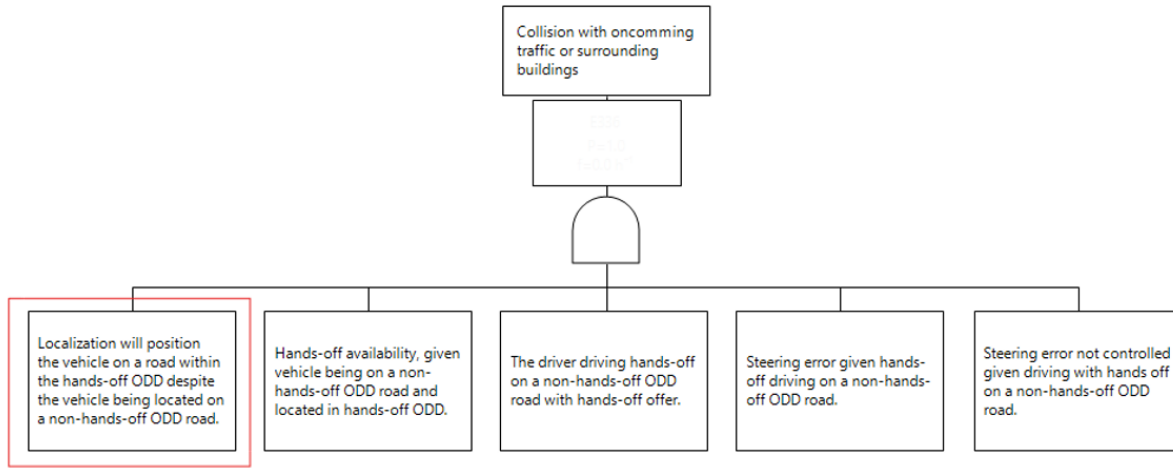 Collision with oncomming
traffic or surrounding
buildings
Localization will position
the vehicle on a road within
the hands-off ODD despite
the vehicle being located on
a non-hands-off ODD road.
Hands-off availability, given
vehicle being on a non-
hands-off ODD road and
located in hands-off ODD.
The driver driving hands-off
on a non-hands-off ODD
road with hands-off offer.
Steering error given hands-
off driving on a non-hands-
off ODD road.
Steering error not controlled
given driving with hands off
on a non-hands-off ODD
road.